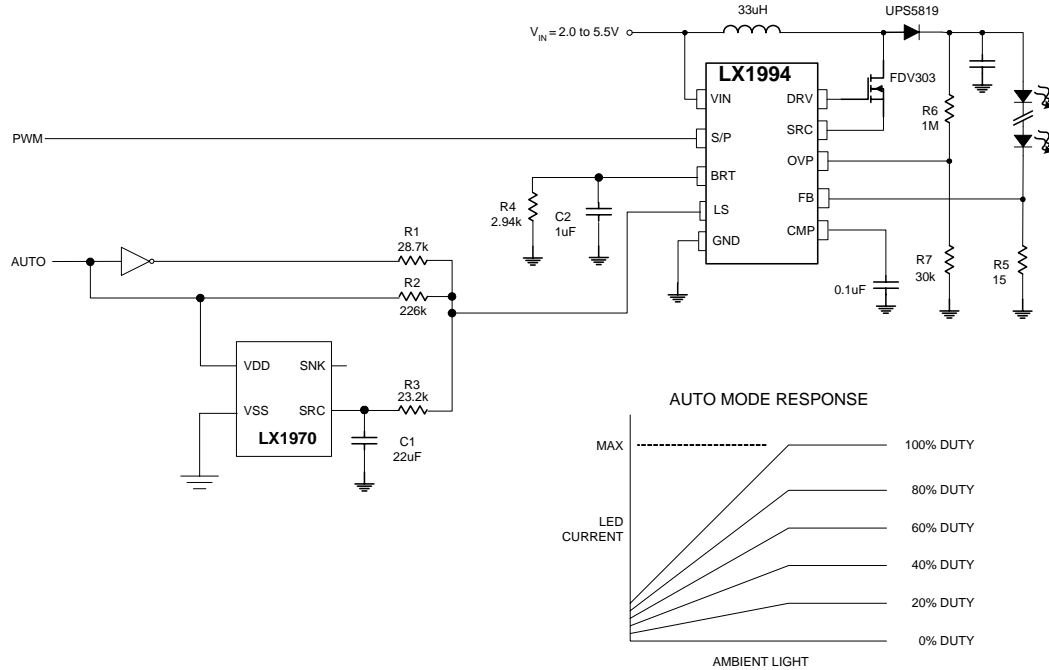 33uH
UPS5819
V_IN = 2.0 to 5.5V
LX1994
FDV303
VIN
DRV
R6
1M
PWM
S/P
SRC
OVP
BRT
R4
2.94k
C2
1uF
LS
FB
GND
CMP
R1
28.7k
AUTO
R7
30k
R5
15
R2
226k
0.1uF
VDD
SNK
R3
23.2k
VSS
SRC
LX1970
C1
22uF
AUTO MODE RESPONSE
MAX
100% DUTY
80% DUTY
LED
CURRENT
60% DUTY
40% DUTY
20% DUTY
0% DUTY
AMBIENT LIGHT